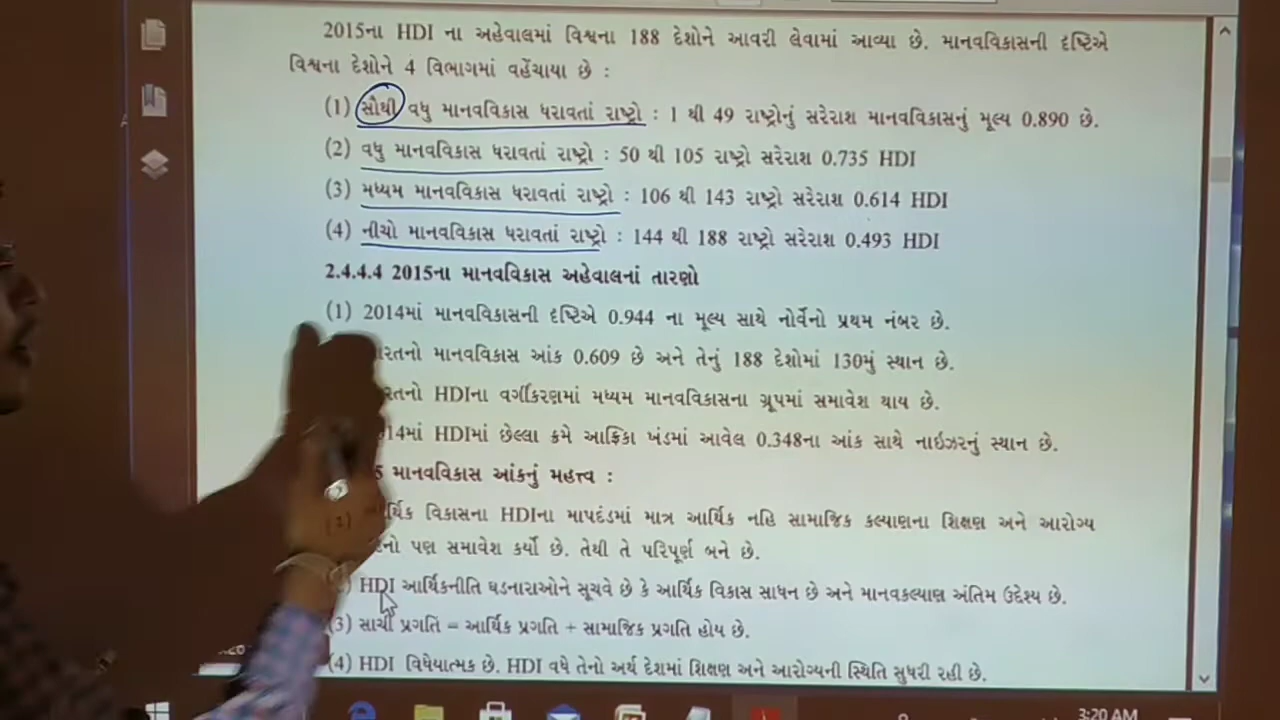 2015ના HDI ના અહેવાલમાં વિશ્વના 188 દેશોને આવરી લેવામાં આવ્યા છે. માનવવિકાસની દૃષ્ટિએ
વિશ્વના દેશોને 4 વિભાગમાં વહેંચાયા છે :
(1) સૌથી વધુ માનવવિકાસ ધરાવતાં રાષ્ટ્રો : 1 થી 49 રાષ્ટ્રોનું સરેરાશ માનવવિકાસનું મૂલ્ય 0.890 છે.
(2) વધુ માનવવિકાસ ધરાવતાં રાષ્ટ્રો : 50 થી 105 રાષ્ટ્રો સરેરાશ 0.735 HDI
(3) મધ્યમ માનવવિકાસ ધરાવતાં રાષ્ટ્રો : 106 થી 143 રાષ્ટ્રો સરેરાશ 0.614 HDI
(4) નીચો માનવવિકાસ ધરાવતાં રાષ્ટ્રો : 144 થી 188 રાષ્ટ્રો સરેરાશ 0.493 HDI
2.4.4.4 2015ના માનવવિકાસ અહેવાલનાં તારણો
(1) 2014માં માનવવિકાસની દૃષ્ટિએ 0.944 ના મૂલ્ય સાથે નોર્વેનો પ્રથમ નંબર છે.
માનવવિકાસ આંક 0.609 છે અને તેનું 188 દેશોમાં 130મું સ્થાન છે.
HDIના વર્ગીકરણમાં મધ્યમ માનવવિકાસના ગ્રૂપમાં સમાવેશ થાય છે.
HDIમાં છેલ્લા ક્રમે આફ્રિકા ખંડમાં આવેલ 0.348ના આંક સાથે નાઇઝરનું સ્થાન છે.
માનવવિકાસ આંકનું મહત્ત્વ :
વિકાસના HDIના માપદંડમાં માત્ર આર્થિક નહિ સામાજિક કલ્યાણના શિક્ષણ અને આરોગ્ય
પણ સમાવેશ કર્યો છે. તેથી તે પરિપૂર્ણ બને છે.
HDI આર્થિકનીતિ ઘડનારાઓને સૂચવે છે કે આર્થિક વિકાસ સાધન છે અને માનવકલ્યાણ અંતિમ ઉદ્દેશ્ય છે.
(3) સાચી પ્રગતિ = આર્થિક પ્રગતિ + સામાજિક પ્રગતિ હોય છે.
(4) HDI વિધેયાત્મક છે. HDI વધે તેનો અર્થ દેશમાં શિક્ષણ અને આરોગ્યની સ્થિતિ સુધરી રહી છે.
3:20 AM